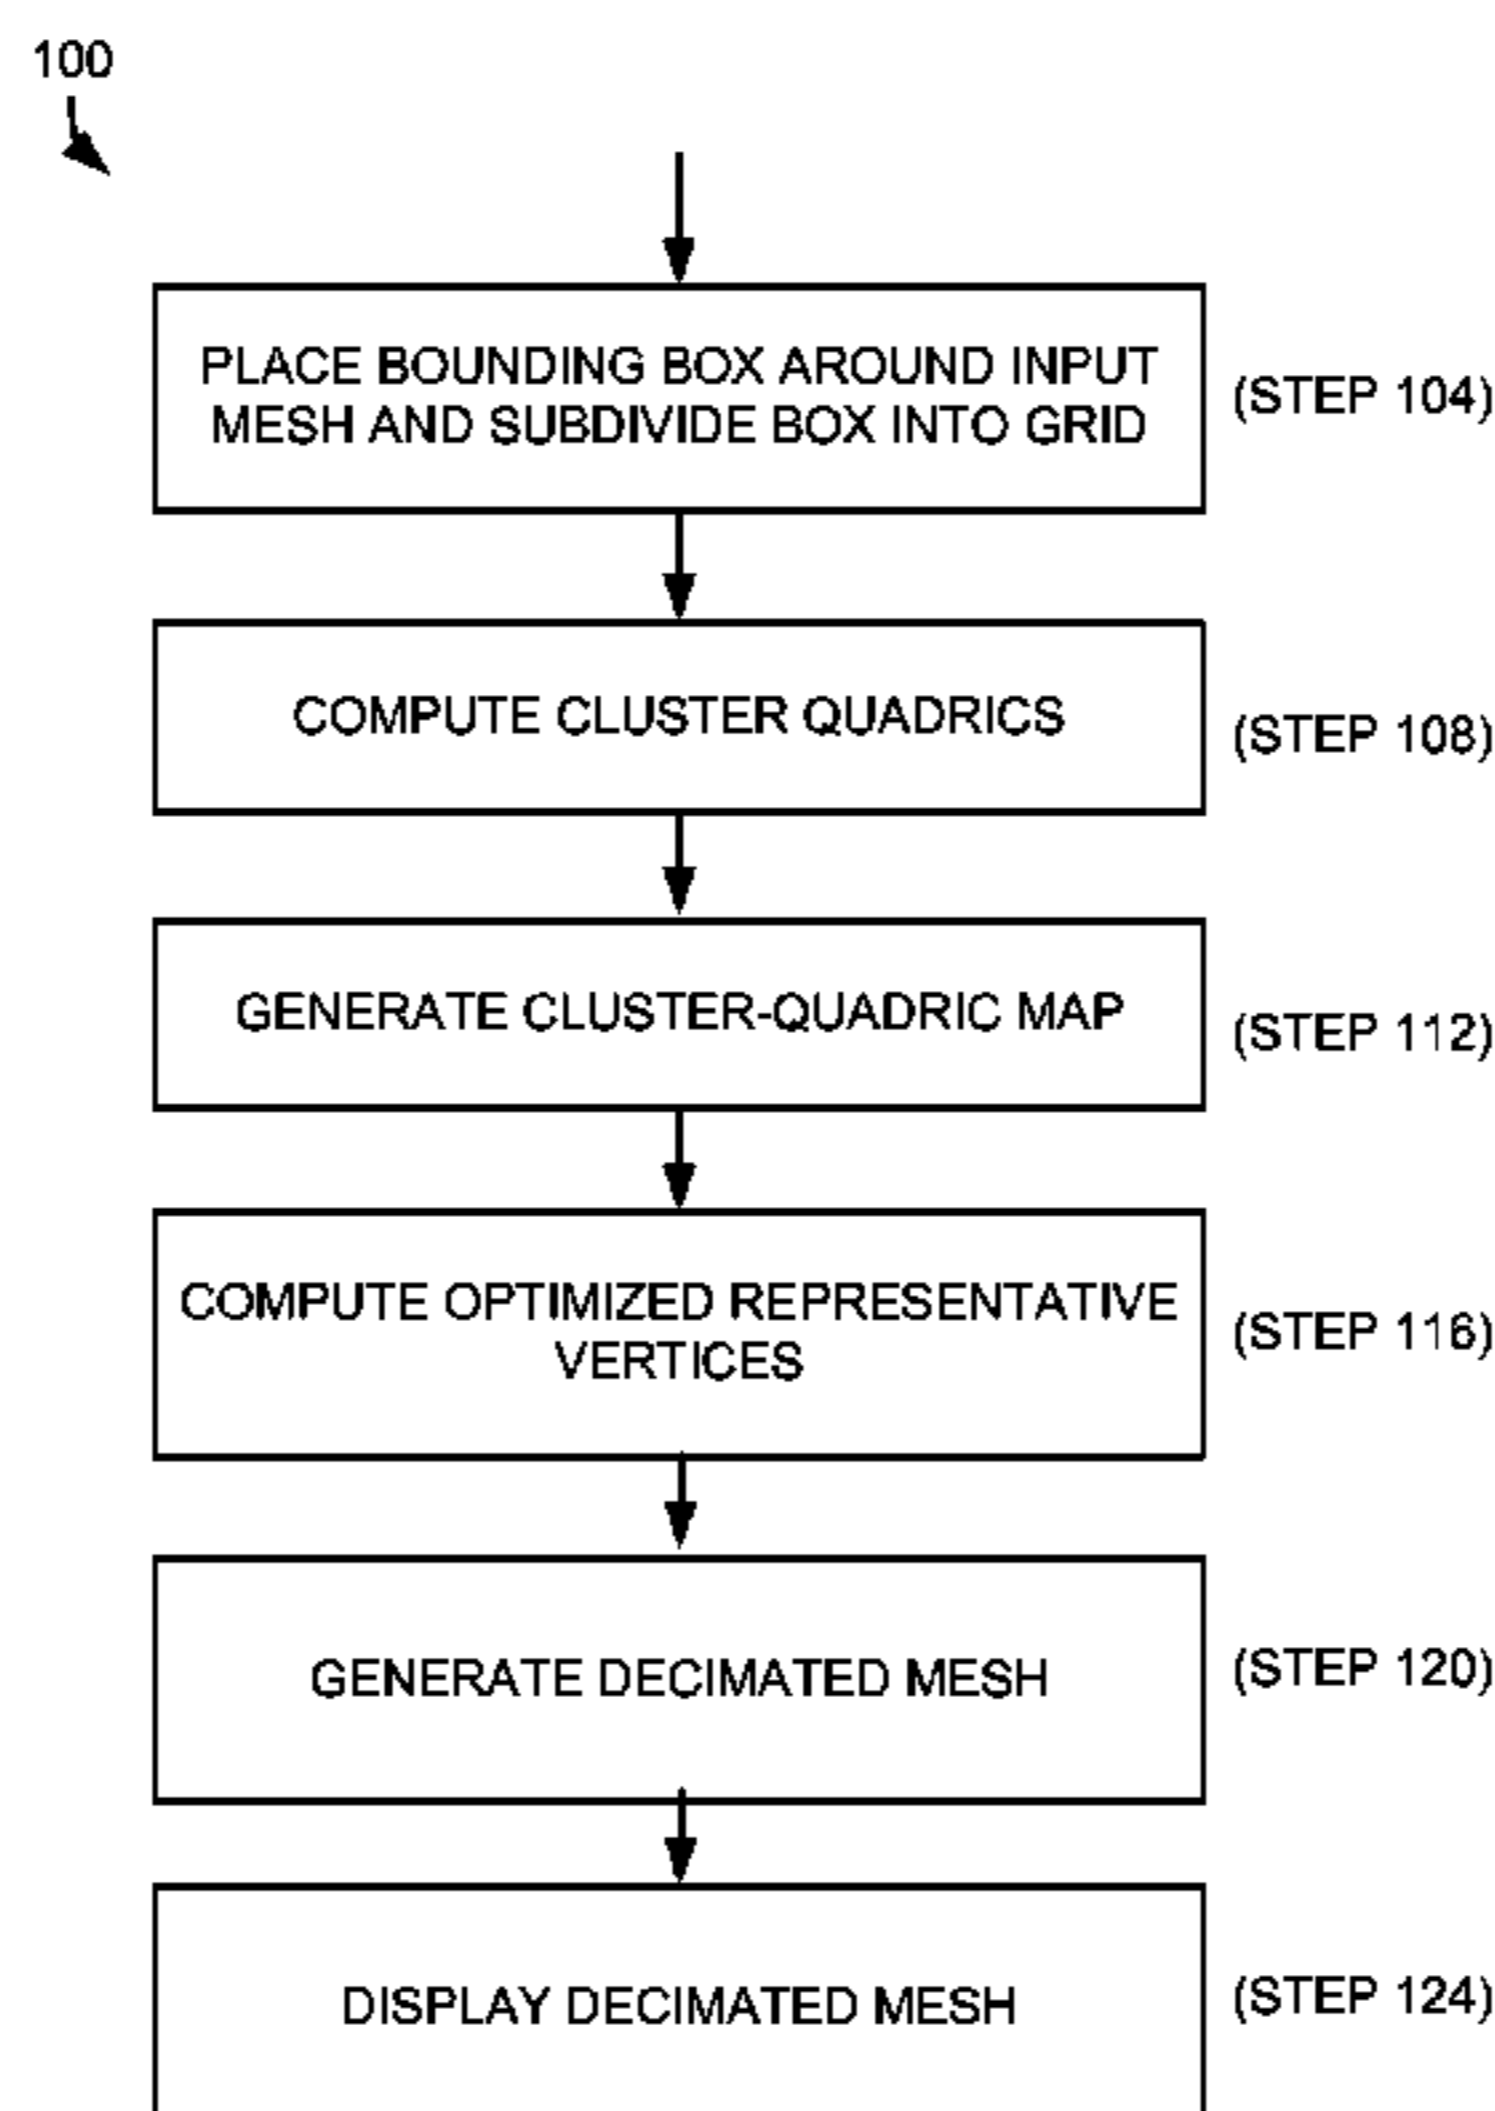 100
PLACE BOUNDING BOX AROUND INPUT
MESH AND SUBDIVIDE BOX INTO GRID
(STEP 104)
COMPUTE CLUSTER QUADRICS
(STEP 108)
GENERATE CLUSTER-QUADRIC MAP
(STEP 112)
COMPUTE OPTIMIZED REPRESENTATIVE
VERTICES
(STEP 116)
GENERATE DECIMATED MESH
(STEP 120)
DISPLAY DECIMATED MESH
(STEP 124)